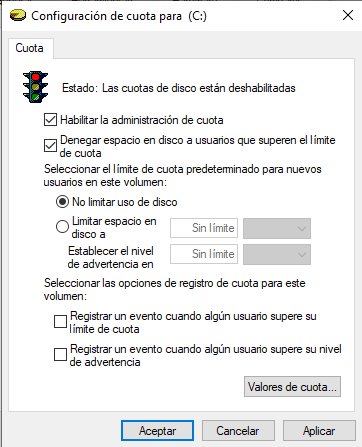 Configuración de cuota para (C:)
Cuota
Estado: Las cuotas de disco están deshabilitadas
Habilitar la administración de cuota
Denegar espacio en disco a usuarios que superen el límite
de cuota
Seleccionar el límite de cuota predeterminado para nuevos
usuarios en este volumen:
No limitar uso de disco
Limitar espacio en
disco a
Sin límite
Establecer el nivel
de advertencia en
Sin límite
Seleccionar las opciones de registro de cuota para este
volumen:
Registrar un evento cuando algún usuario supere su
límite de cuota
Registrar un evento cuando algún usuario supere su nivel
de advertencia
Valores de cuota...
Aceptar
Cancelar
Aplicar